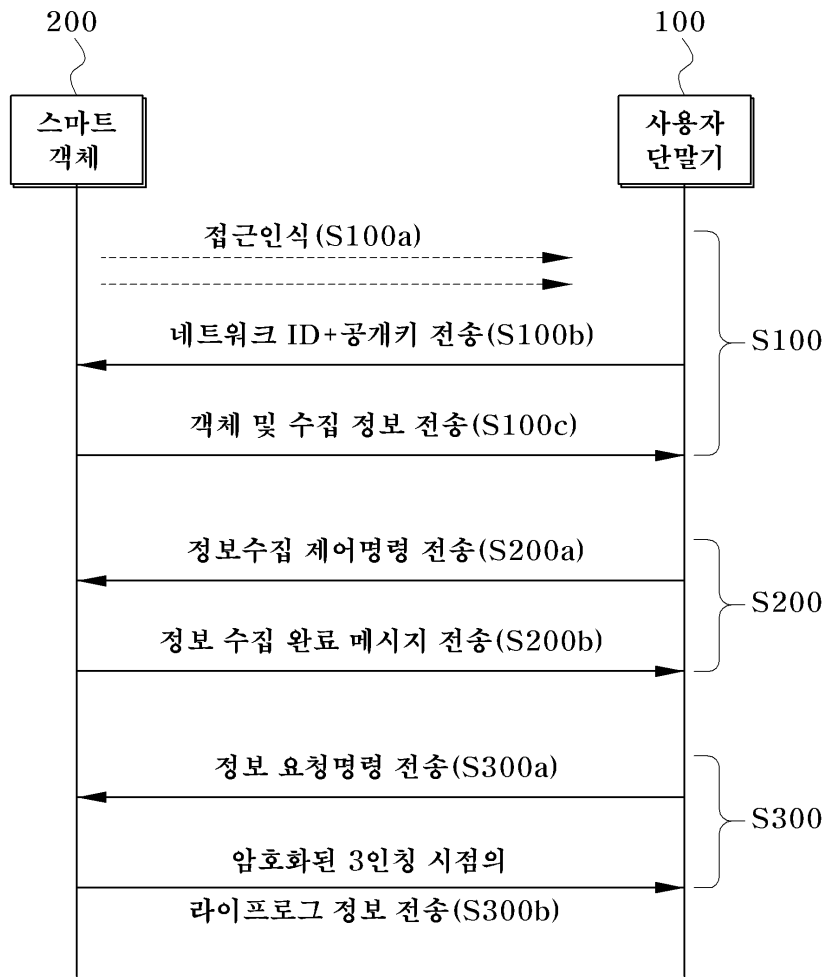 200
100
스마트
객체
사용자
단말기
접근인식(S100a)
네트워크 ID+공개키 전송(S100b)
S100
객체 및 수집 정보 전송(S100c)
정보수집 제어명령 전송(S200a)
S200
정보 수집 완료 메시지 전송(S200b)
정보 요청명령 전송(S300a)
S300
암호화된 3인칭 시점의
라이프로그 정보 전송(S300b)